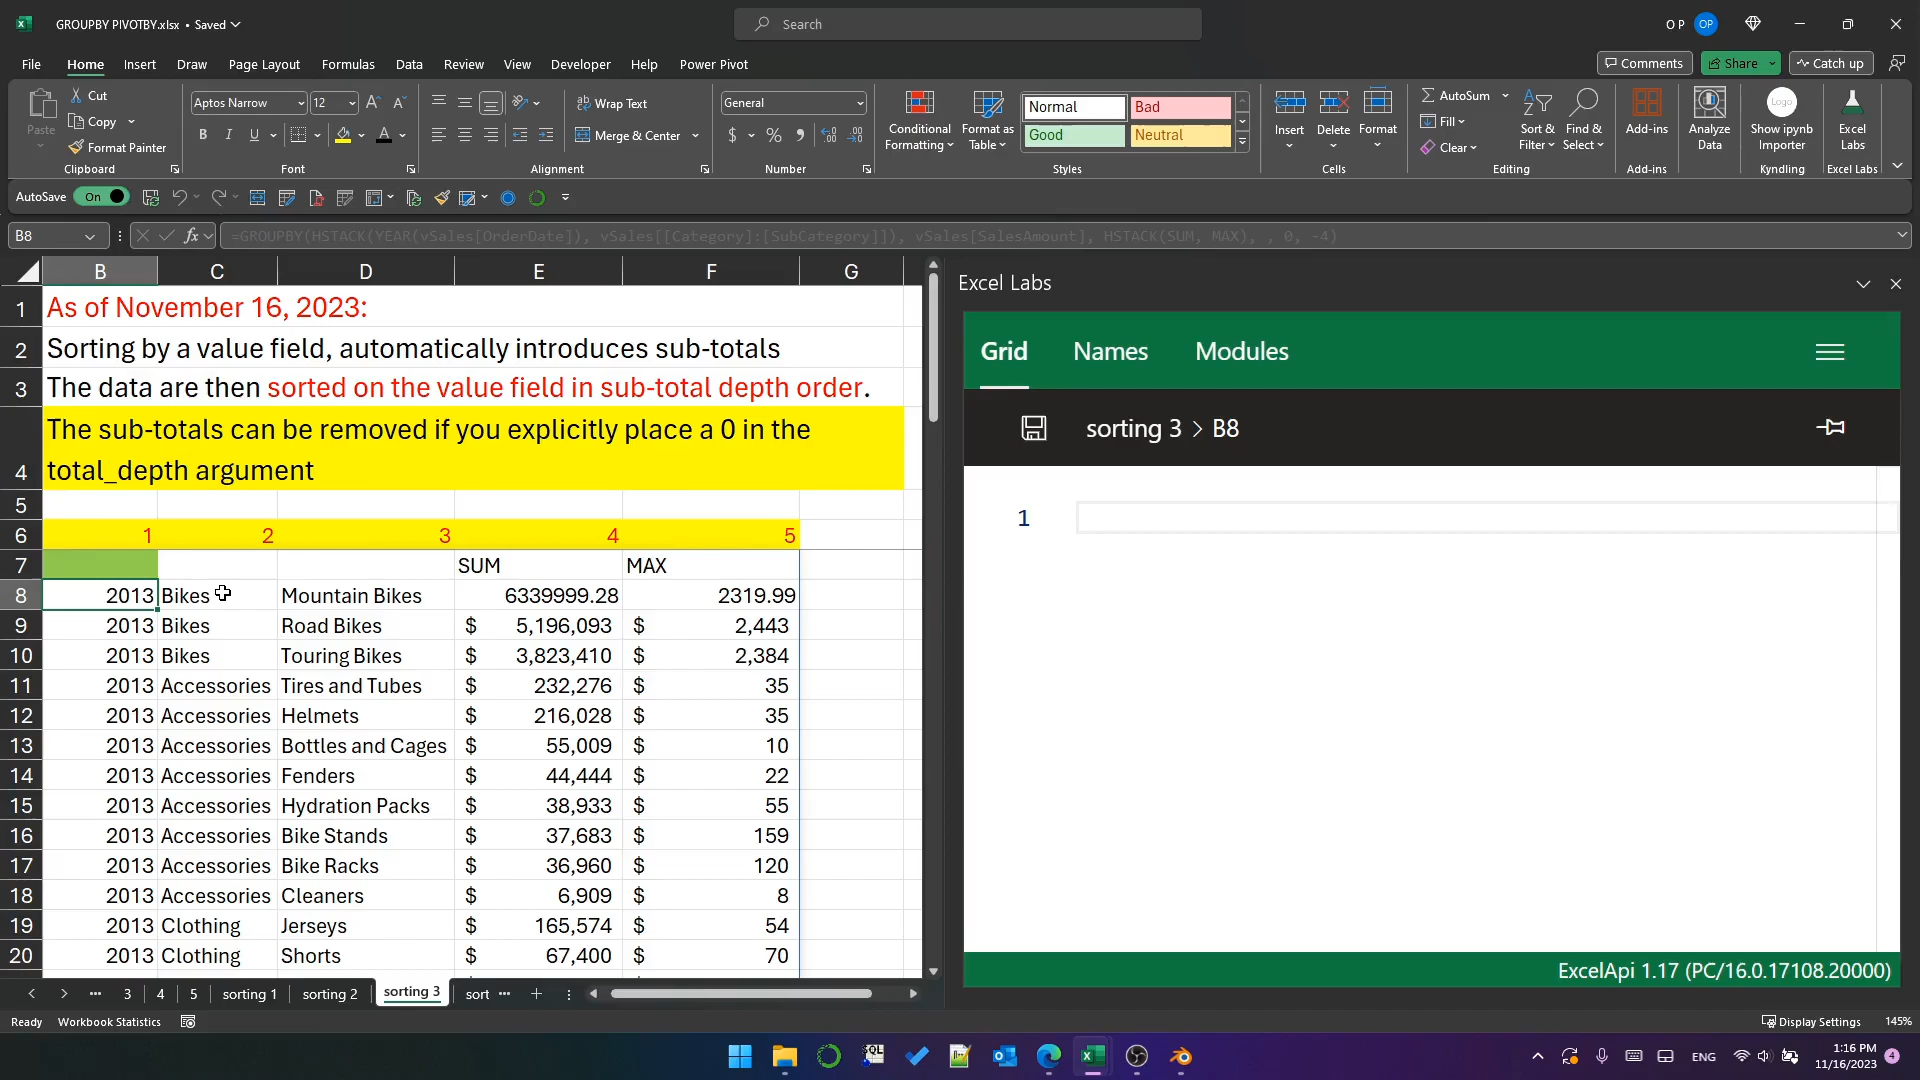 GROUPBY PIVOTBY.xlsx • Saved
Search
O P
OP
File
Home
Insert
Draw
Page Layout
Formulas
Data
Review
View
Developer
Help
Power Pivot
Comments
Share
Catch up
Paste
Cut
Copy
Format Painter
Clipboard
Aptos Narrow
12
B
I
U
Font
Wrap Text
Merge & Center
Alignment
General
$
%
Number
Conditional
Formatting
Format as
Table
Normal
Bad
Good
Neutral
Styles
Insert
Delete
Format
Cells
AutoSum
Fill
Clear
Sort &
Filter
Find &
Select
Editing
Add-ins
Add-ins
Analyze
Data
Logo
Show ipynb
Importer
Kyndling
Excel
Labs
Excel Labs
AutoSave
On
B8
fx
=GROUPBY(HSTACK(YEAR(vSales[OrderDate]), vSales[[Category]:[SubCategory]]), vSales[SalesAmount], HSTACK(SUM, MAX), , 0, -4)
B C D E F G
1 As of November 16, 2023:
2 Sorting by a value field, automatically introduces sub-totals
3 The data are then sorted on the value field in sub-total depth order.
The sub-totals can be removed if you explicitly place a 0 in the
4 total_depth argument
5
6 1 2 3 4 5
7 SUM MAX
8 2013 Bikes Mountain Bikes 6339999.28 2319.99
9 2013 Bikes Road Bikes $ 5,196,093 $ 2,443
10 2013 Bikes Touring Bikes $ 3,823,410 $ 2,384
11 2013 Accessories Tires and Tubes $ 232,276 $ 35
12 2013 Accessories Helmets $ 216,028 $ 35
13 2013 Accessories Bottles and Cages $ 55,009 $ 10
14 2013 Accessories Fenders $ 44,444 $ 22
15 2013 Accessories Hydration Packs $ 38,933 $ 55
16 2013 Accessories Bike Stands $ 37,683 $ 159
17 2013 Accessories Bike Racks $ 36,960 $ 120
18 2013 Accessories Cleaners $ 6,909 $ 8
19 2013 Clothing Jerseys $ 165,574 $ 54
20 2013 Clothing Shorts $ 67,400 $ 70
Excel Labs
Grid
Names
Modules
sorting 3 > B8
1
ExcelApi 1.17 (PC/16.0.17108.20000)
... 3 4 5 sorting 1 sorting 2 sorting 3 sort ...
Ready
Workbook Statistics
Display Settings
145%
SQL
ENG
1:16 PM
11/16/2023
4